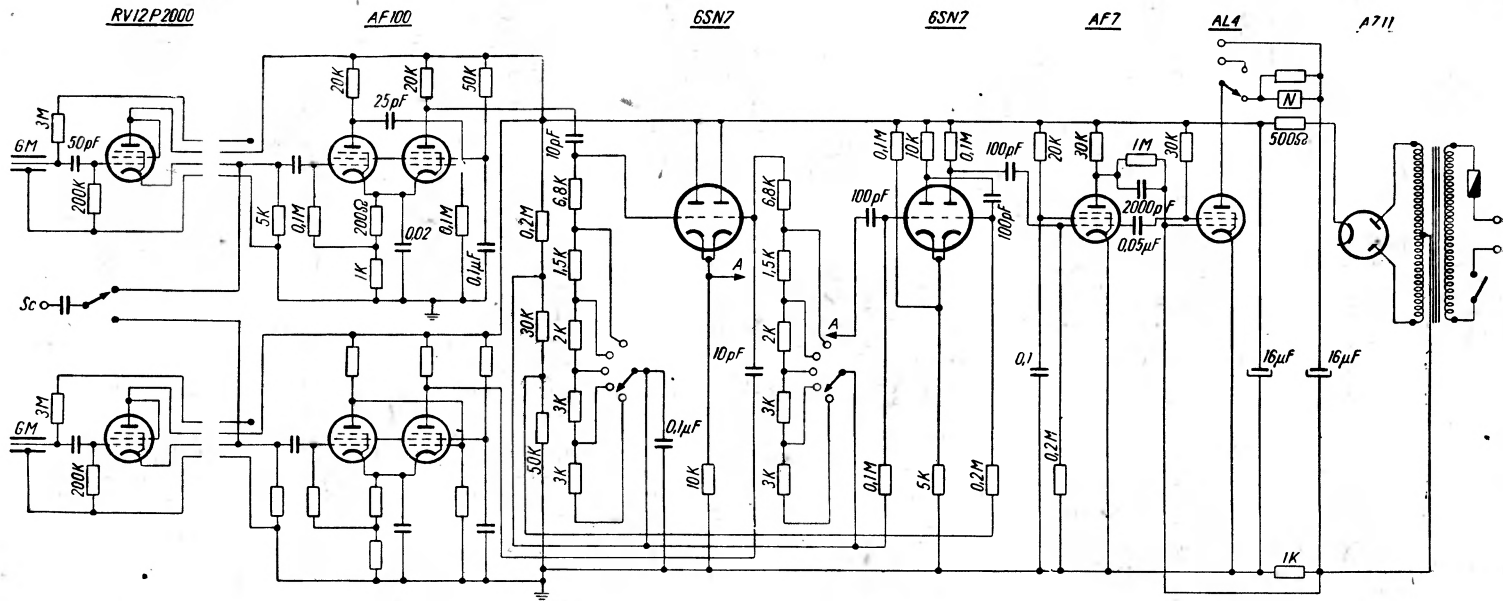 RV12P2000 AF100 6SN7 6SN7 AF7 AL4
20K 20K 50K
25pF
3M
50pF
GM
200K
5K
0,1M
200Ω
1K
0,02
0,1M
0,1µF
Sc
3M
GM
200K
10pF
0,2M
30K
50K
6,8K
1,5K
2K
3K
3K
0,1µF
A
10K
10pF
6,8K
1,5K
2K
3K
3K
A
100pF
0,1M
0,1M
10K
0,1M
100pF
100pF
5K
0,2M
20K
0,1
0,2M
30K
1M
2000pF
0,05µF
30K
N
500Ω
16µF
16µF
1K